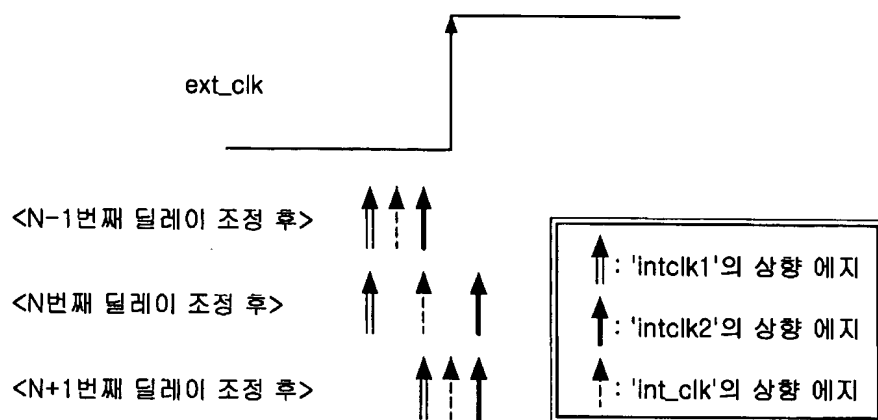 ext_clk
<N-1번째 딜레이 조정 후>
<N번째 딜레이 조정 후>
<N+1번째 딜레이 조정 후>
: 'intclk1'의 상향 에지
: 'intclk2'의 상향 에지
: 'int_clk'의 상향 에지